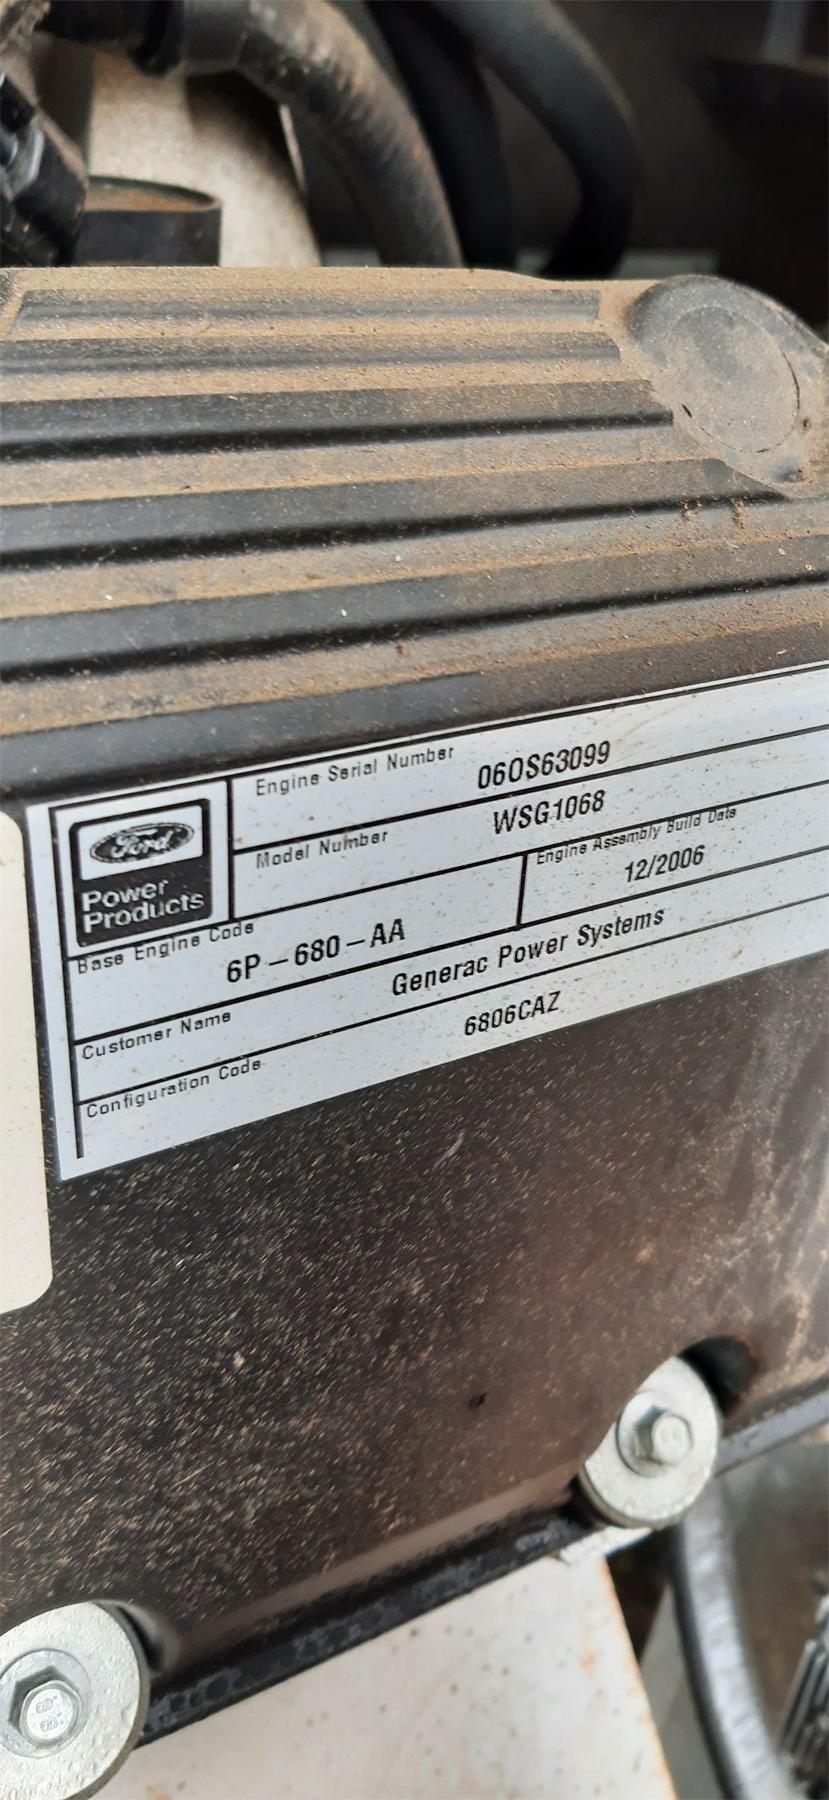 Ford
Power
Products
Engine Serial Number
06OS63099
Model Number
WSG1068
Base Engine Code
6P-680-AA
Engine Assembly Build Date
12/2006
Customer Name
Generac Power Systems
Configuration Code
6806CAZ